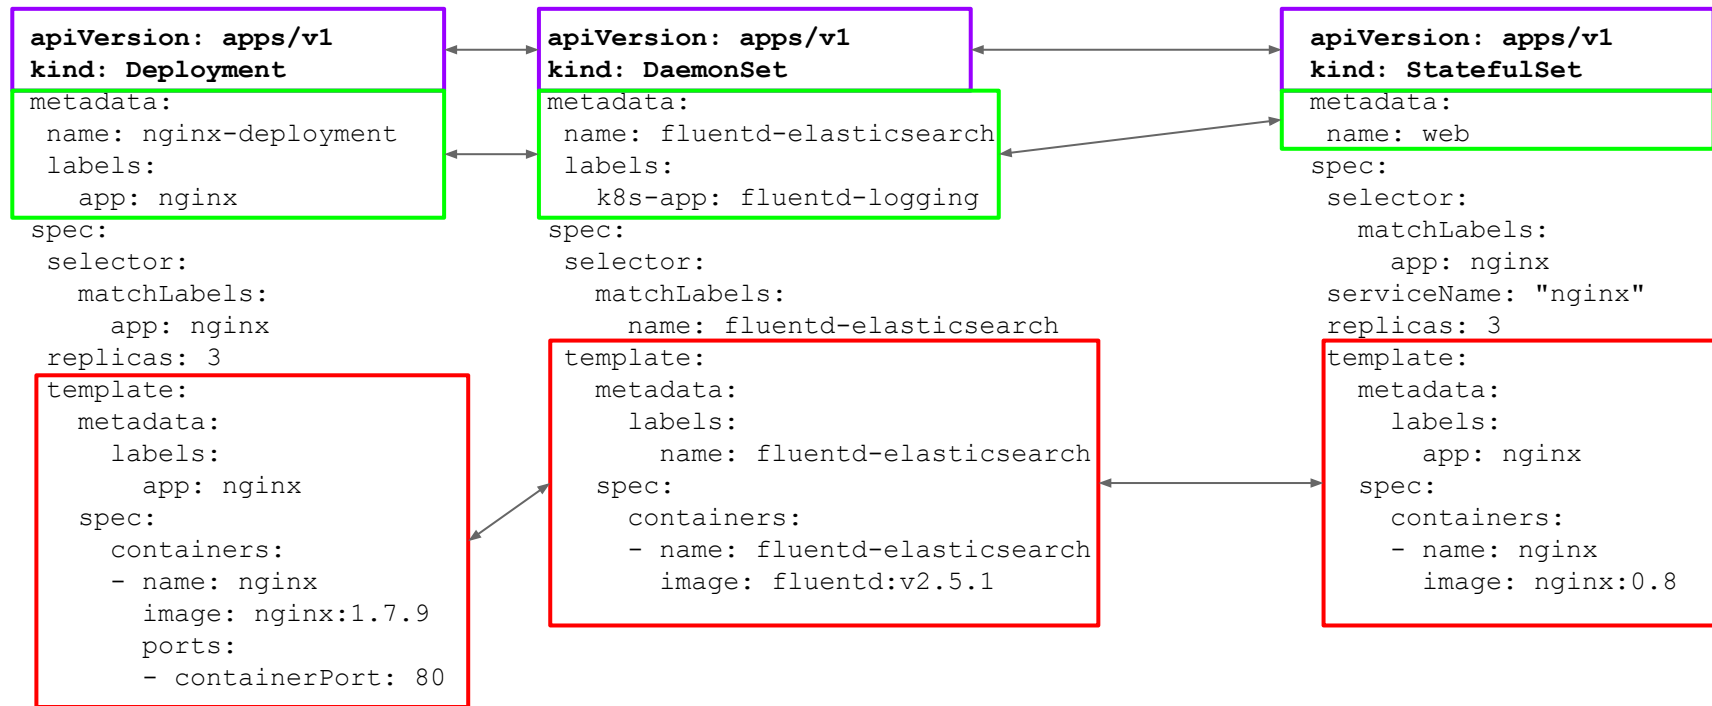 apiVersion: apps/v1
kind: Deployment
metadata:
 name: nginx-deployment
 labels:
   app: nginx
spec:
 selector:
   matchLabels:
     app: nginx
 replicas: 3
 template:
   metadata:
     labels:
       app: nginx
   spec:
     containers:
     - name: nginx
       image: nginx:1.7.9
       ports:
       - containerPort: 80
apiVersion: apps/v1
kind: DaemonSet
metadata:
 name: fluentd-elasticsearch
 labels:
   k8s-app: fluentd-logging
spec:
 selector:
   matchLabels:
     name: fluentd-elasticsearch
 template:
   metadata:
     labels:
       name: fluentd-elasticsearch
   spec:
     containers:
     - name: fluentd-elasticsearch
       image: fluentd:v2.5.1
apiVersion: apps/v1
kind: StatefulSet
metadata:
 name: web
spec:
 selector:
   matchLabels:
     app: nginx
 serviceName: "nginx"
 replicas: 3
 template:
   metadata:
     labels:
       app: nginx
   spec:
     containers:
     - name: nginx
       image: nginx:0.8